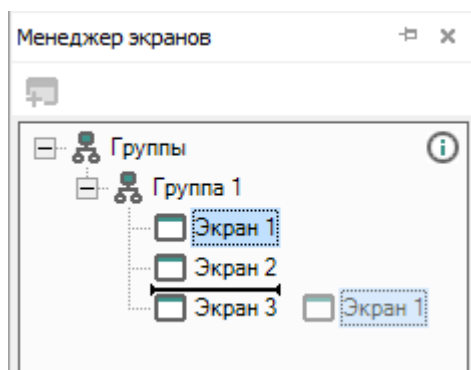 Менеджер экранов
Группы
Группа 1
Экран 1
Экран 2
Экран 3 Экран 1